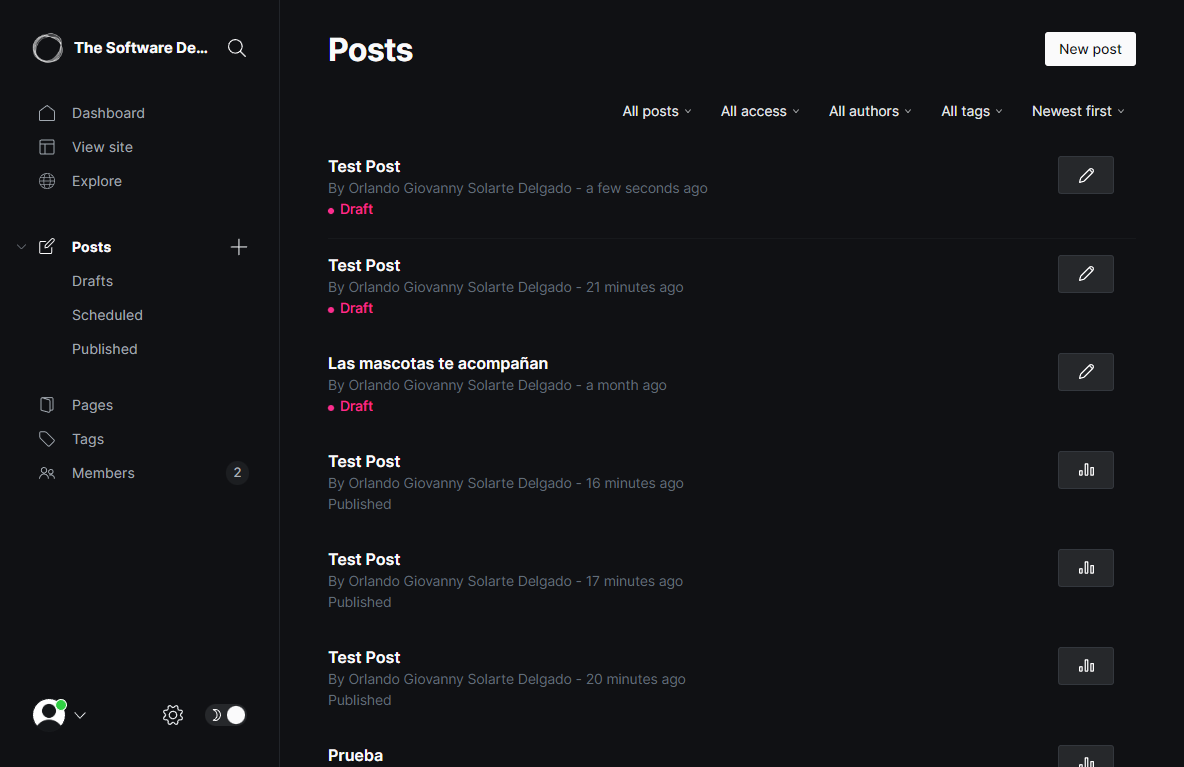 The Software De...
Dashboard
View site
Explore
Posts
Drafts
Scheduled
Published
Pages
Tags
Members 2
Posts
New post
All posts All access All authors All tags Newest first
Test Post
By Orlando Giovanny Solarte Delgado - a few seconds ago
Draft
Test Post
By Orlando Giovanny Solarte Delgado - 21 minutes ago
Draft
Las mascotas te acompañan
By Orlando Giovanny Solarte Delgado - a month ago
Draft
Test Post
By Orlando Giovanny Solarte Delgado - 16 minutes ago
Published
Test Post
By Orlando Giovanny Solarte Delgado - 17 minutes ago
Published
Test Post
By Orlando Giovanny Solarte Delgado - 20 minutes ago
Published
Prueba